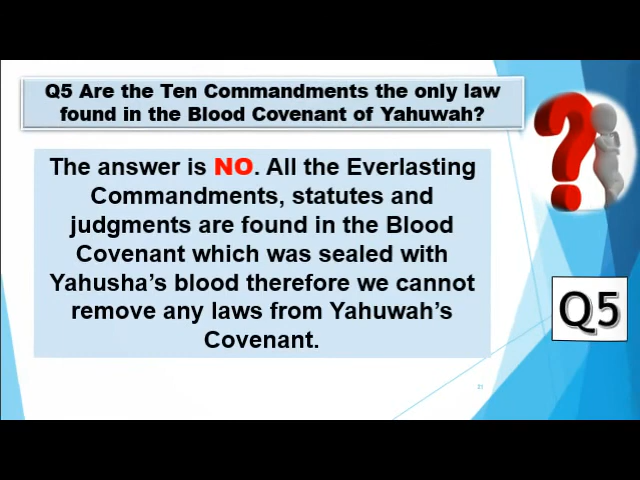 Q5 Are the Ten Commandments the only law
found in the Blood Covenant of Yahuwah?
The answer is NO. All the Everlasting
Commandments, statutes and
judgments are found in the Blood
Covenant which was sealed with
Yahusha’s blood therefore we cannot
remove any laws from Yahuwah’s
Covenant.
Q5
21